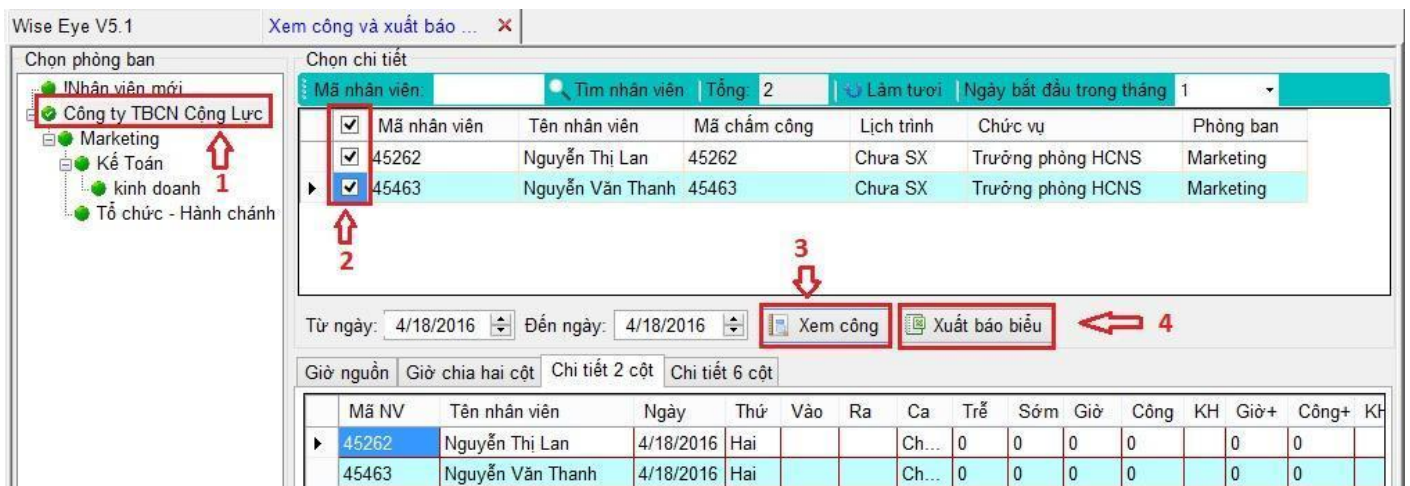 Wise Eye V5.1 Xem công và xuất báo ...
Chọn phòng ban Chọn chi tiết
!Nhân viên mới
Công ty TBCN Cộng Lực
Marketing
Kế Toán
kinh doanh
Tổ chức - Hành chánh
1
Mã nhân viên: Tìm nhân viên Tổng: 2 Làm tươi Ngày bắt đầu trong tháng 1
Mã nhân viên Tên nhân viên Mã chấm công Lịch trình Chức vụ Phòng ban
45262 Nguyễn Thị Lan 45262 Chưa SX Trưởng phòng HCNS Marketing
45463 Nguyễn Văn Thanh 45463 Chưa SX Trưởng phòng HCNS Marketing
2
3
Từ ngày: 4/18/2016 Đến ngày: 4/18/2016 Xem công Xuất báo biểu 4
Giờ nguồn Giờ chia hai cột Chi tiết 2 cột Chi tiết 6 cột
Mã NV Tên nhân viên Ngày Thứ Vào Ra Ca Trễ Sớm Giờ Công KH Giờ+ Công+ KH
45262 Nguyễn Thị Lan 4/18/2016 Hai Ch... 0 0 0 0 0 0
45463 Nguyễn Văn Thanh 4/18/2016 Hai Ch... 0 0 0 0 0 0